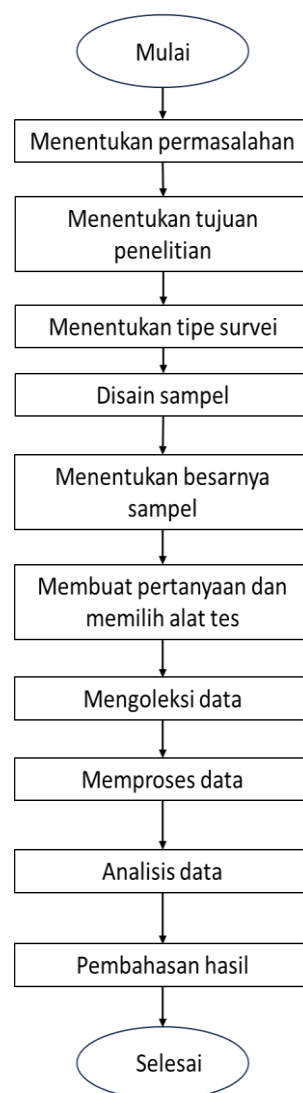 Mulai
Menentukan permasalahan
Menentukan tujuan
penelitian
Menentukan tipe survei
Disain sampel
Menentukan besarnya
sampel
Membuat pertanyaan dan
memilih alat tes
Mengoleksi data
Memproses data
Analisis data
Pembahasan hasil
Selesai